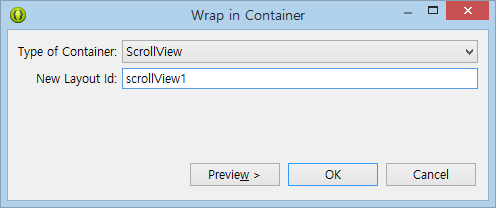 Wrap in Container
Type of Container: ScrollView
New Layout Id: scrollView1
Preview > OK Cancel